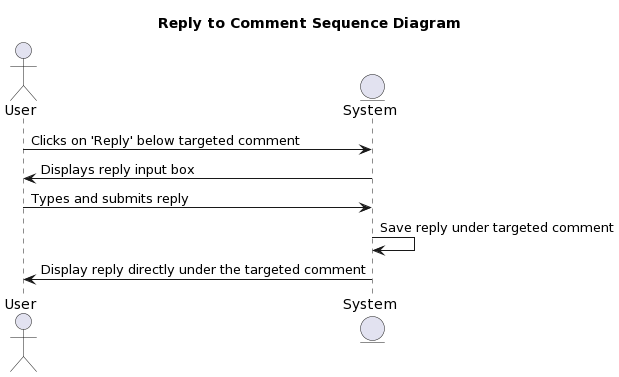 Reply to Comment Sequence Diagram
User
System
Clicks on 'Reply' below targeted comment
Displays reply input box
Types and submits reply
Save reply under targeted comment
Display reply directly under the targeted comment
User
System